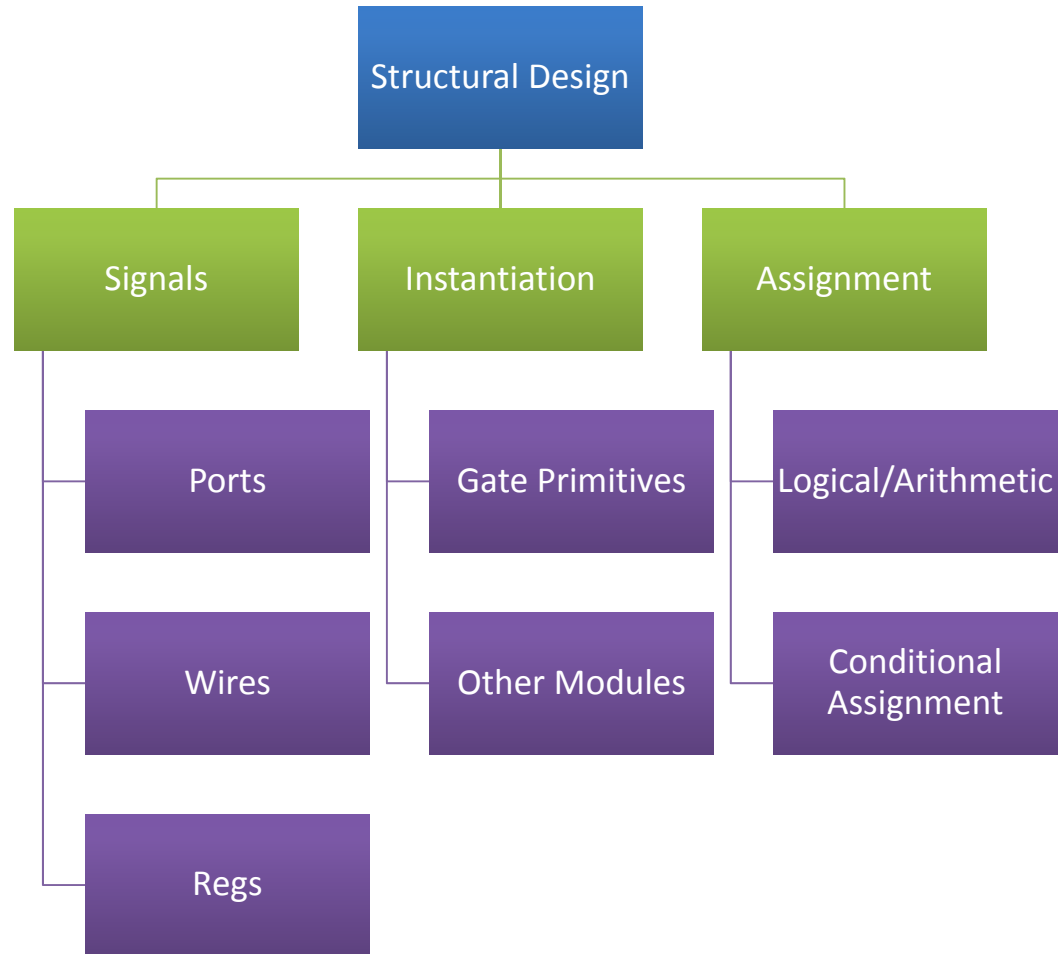 Structural Design
Signals
Instantiation
Assignment
Ports
Gate Primitives
Logical/Arithmetic
Wires
Other Modules
Conditional
Assignment
Regs